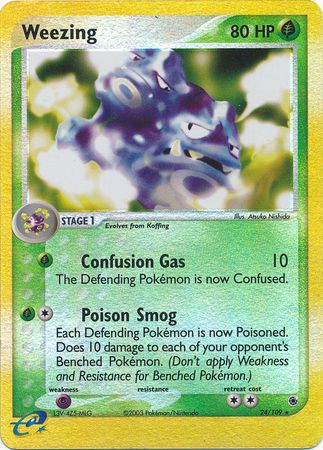 Weezing 80 HP
Illus. Atsuko Nishida
STAGE 1 Evolves from Koffing
Confusion Gas 10
The Defending Pokémon is now Confused.
Poison Smog
Each Defending Pokémon is now Poisoned.
Does 10 damage to each of your opponent's
Benched Pokémon. (Don't apply Weakness
and Resistance for Benched Pokémon.)
weakness resistance retreat cost
©2003 Pokémon/Nintendo 24/109 ★